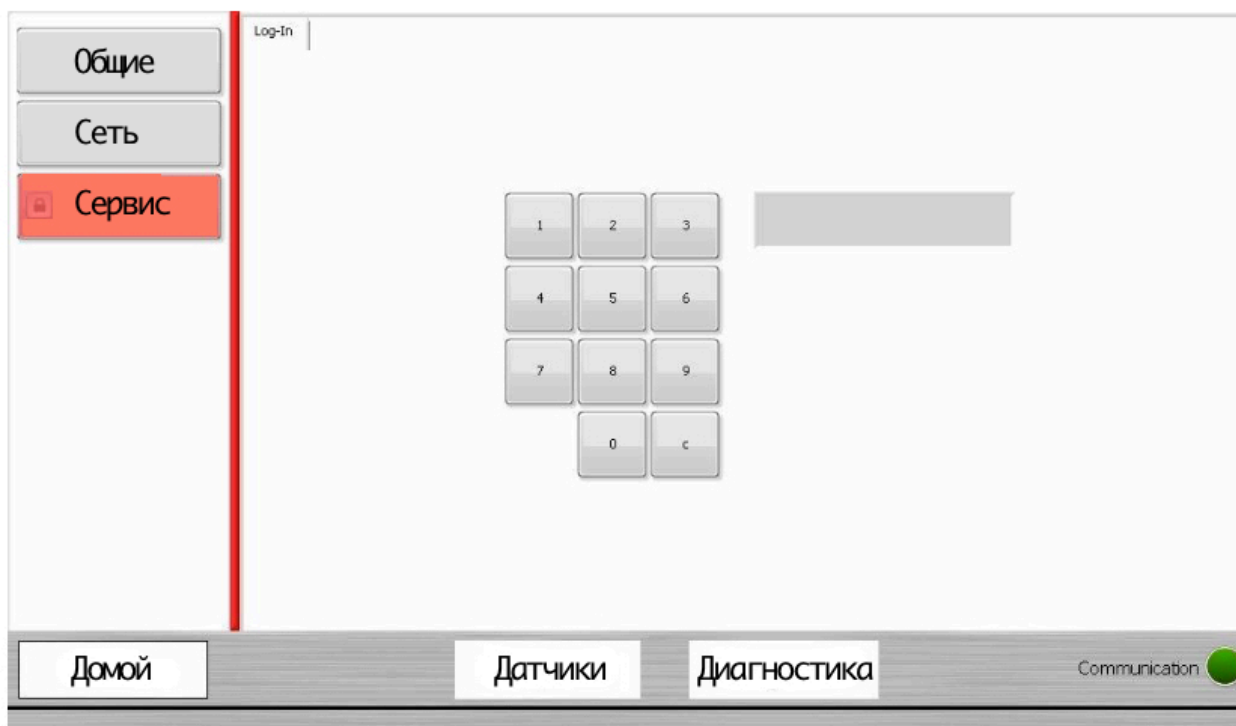 Log-In
Общие
Сеть
Сервис
1 2 3
4 5 6
7 8 9
0 c
Домой Датчики Диагностика Communication